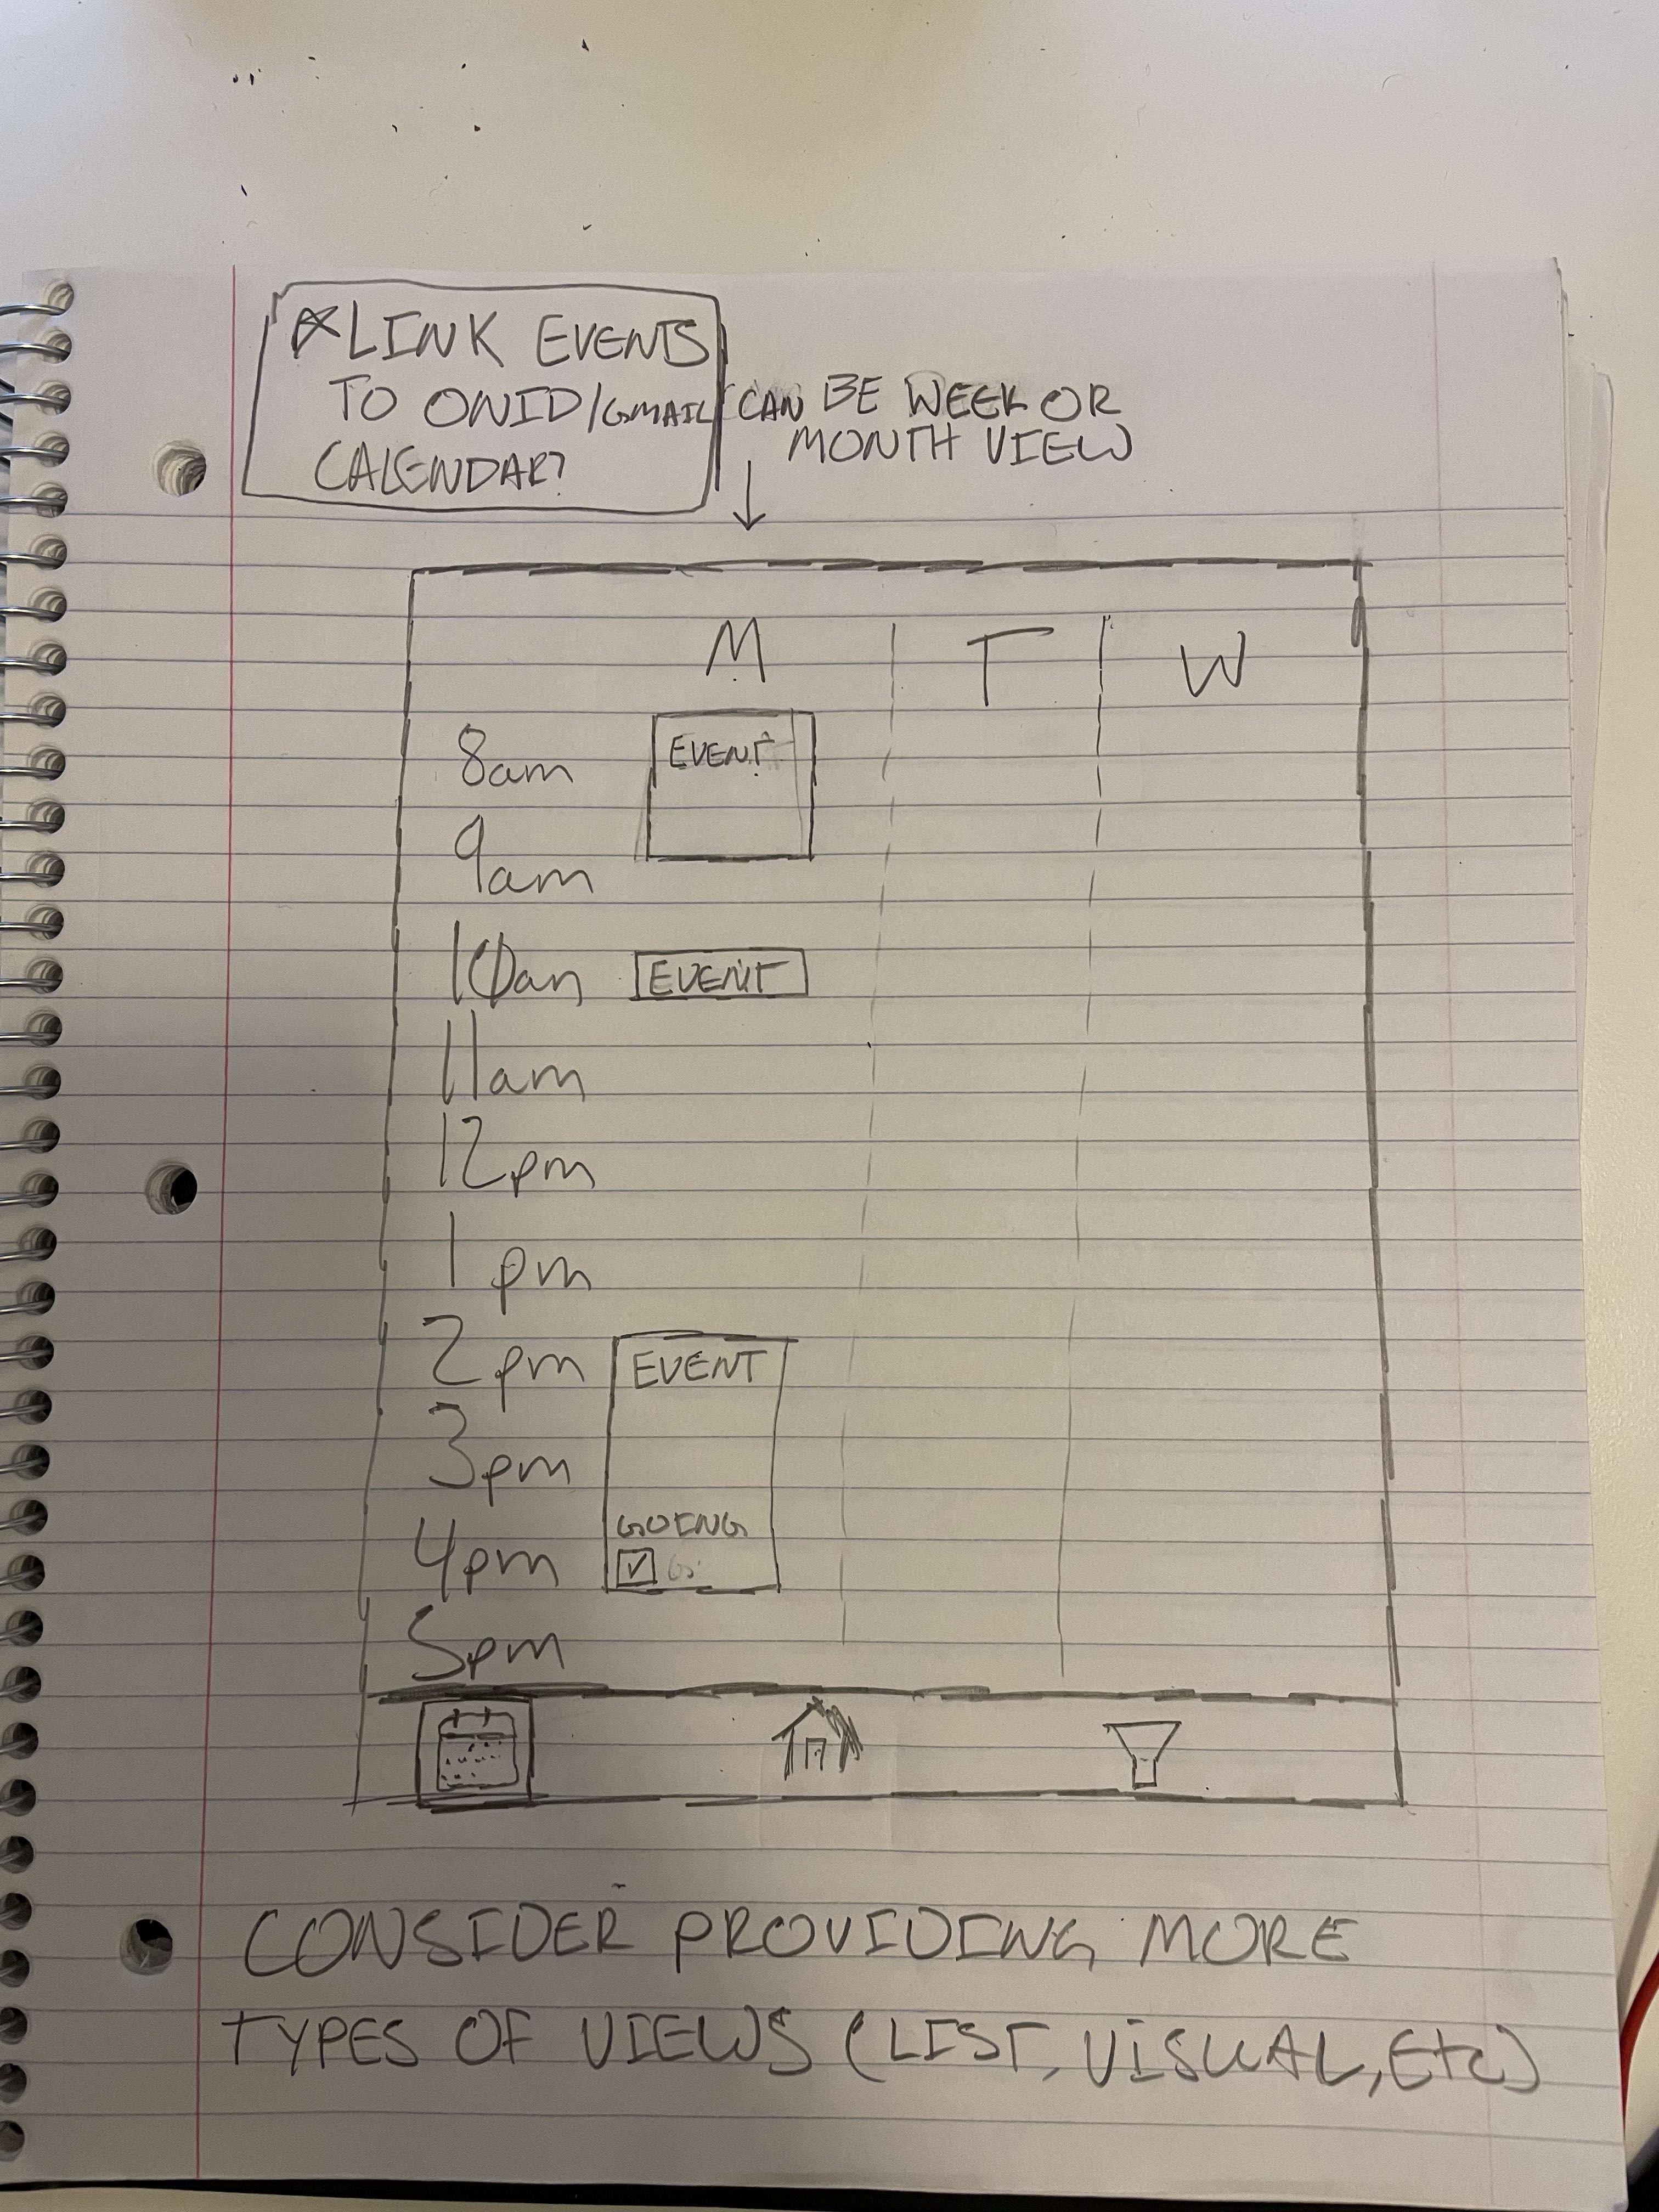 *LINK EVENTS
TO ONID/GMAIL
CALENDAR?
CAN BE WEEK OR
MONTH VIEW
M T W
8am EVENT
9am
10am EVENT
11am
12pm
1pm
2pm EVENT
3pm
GOING
4pm
5pm
CONSIDER PROVIDING MORE
TYPES OF VIEWS (LIST, VISUAL, Etc)